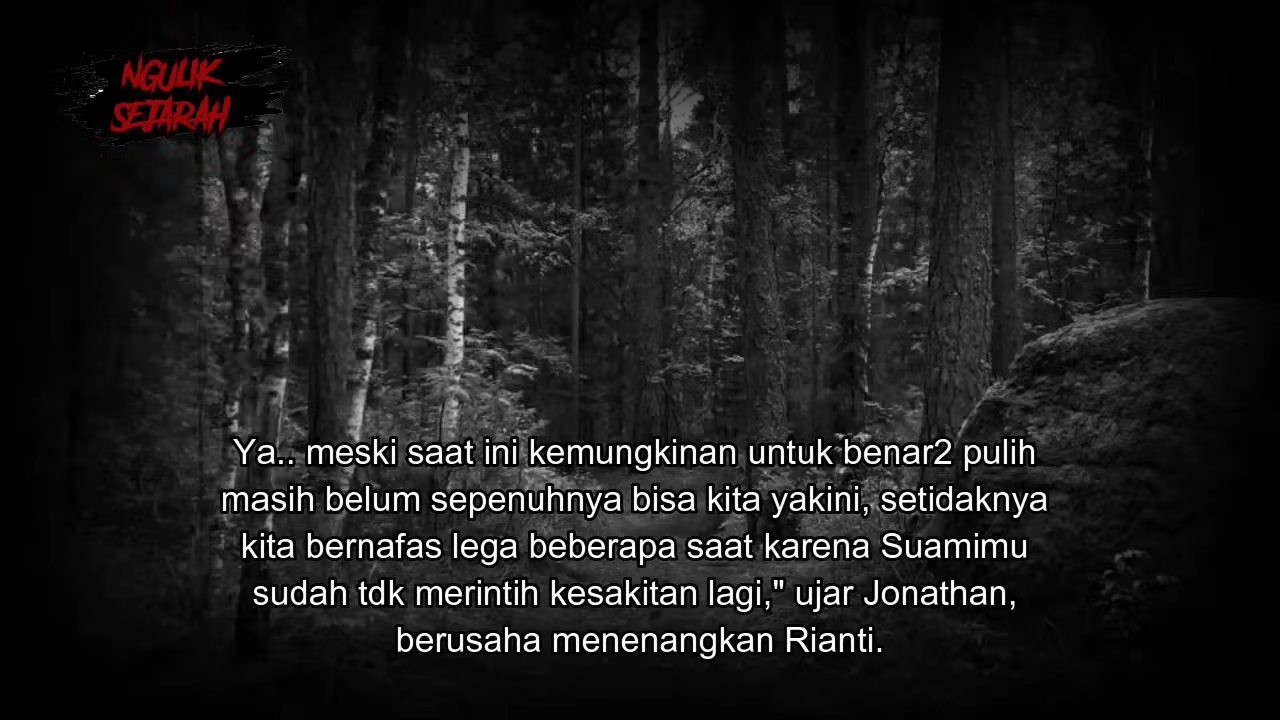 NGULIK
SEJARAH
Ya.. meski saat ini kemungkinan untuk benar2 pulih
masih belum sepenuhnya bisa kita yakini, setidaknya
kita bernafas lega beberapa saat karena Suamimu
sudah tdk merintih kesakitan lagi," ujar Jonathan,
berusaha menenangkan Rianti.